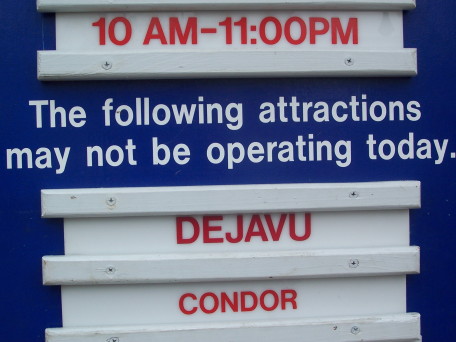 10 AM-11:00PM
The following attractions
may not be operating today.
DEJAVU
CONDOR